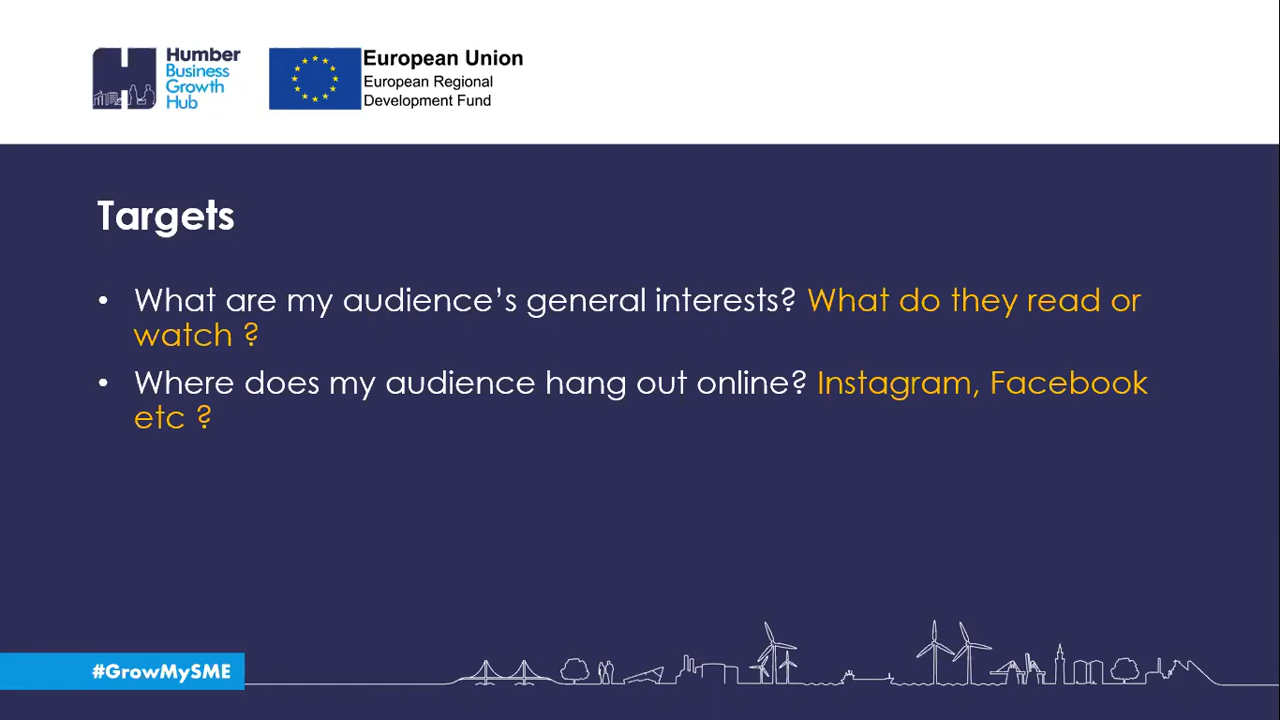 Humber
Business
Growth
Hub
European Union
European Regional
Development Fund
Targets
• What are my audience’s general interests? What do they read or
watch ?
• Where does my audience hang out online? Instagram, Facebook
etc ?
#GrowMySME